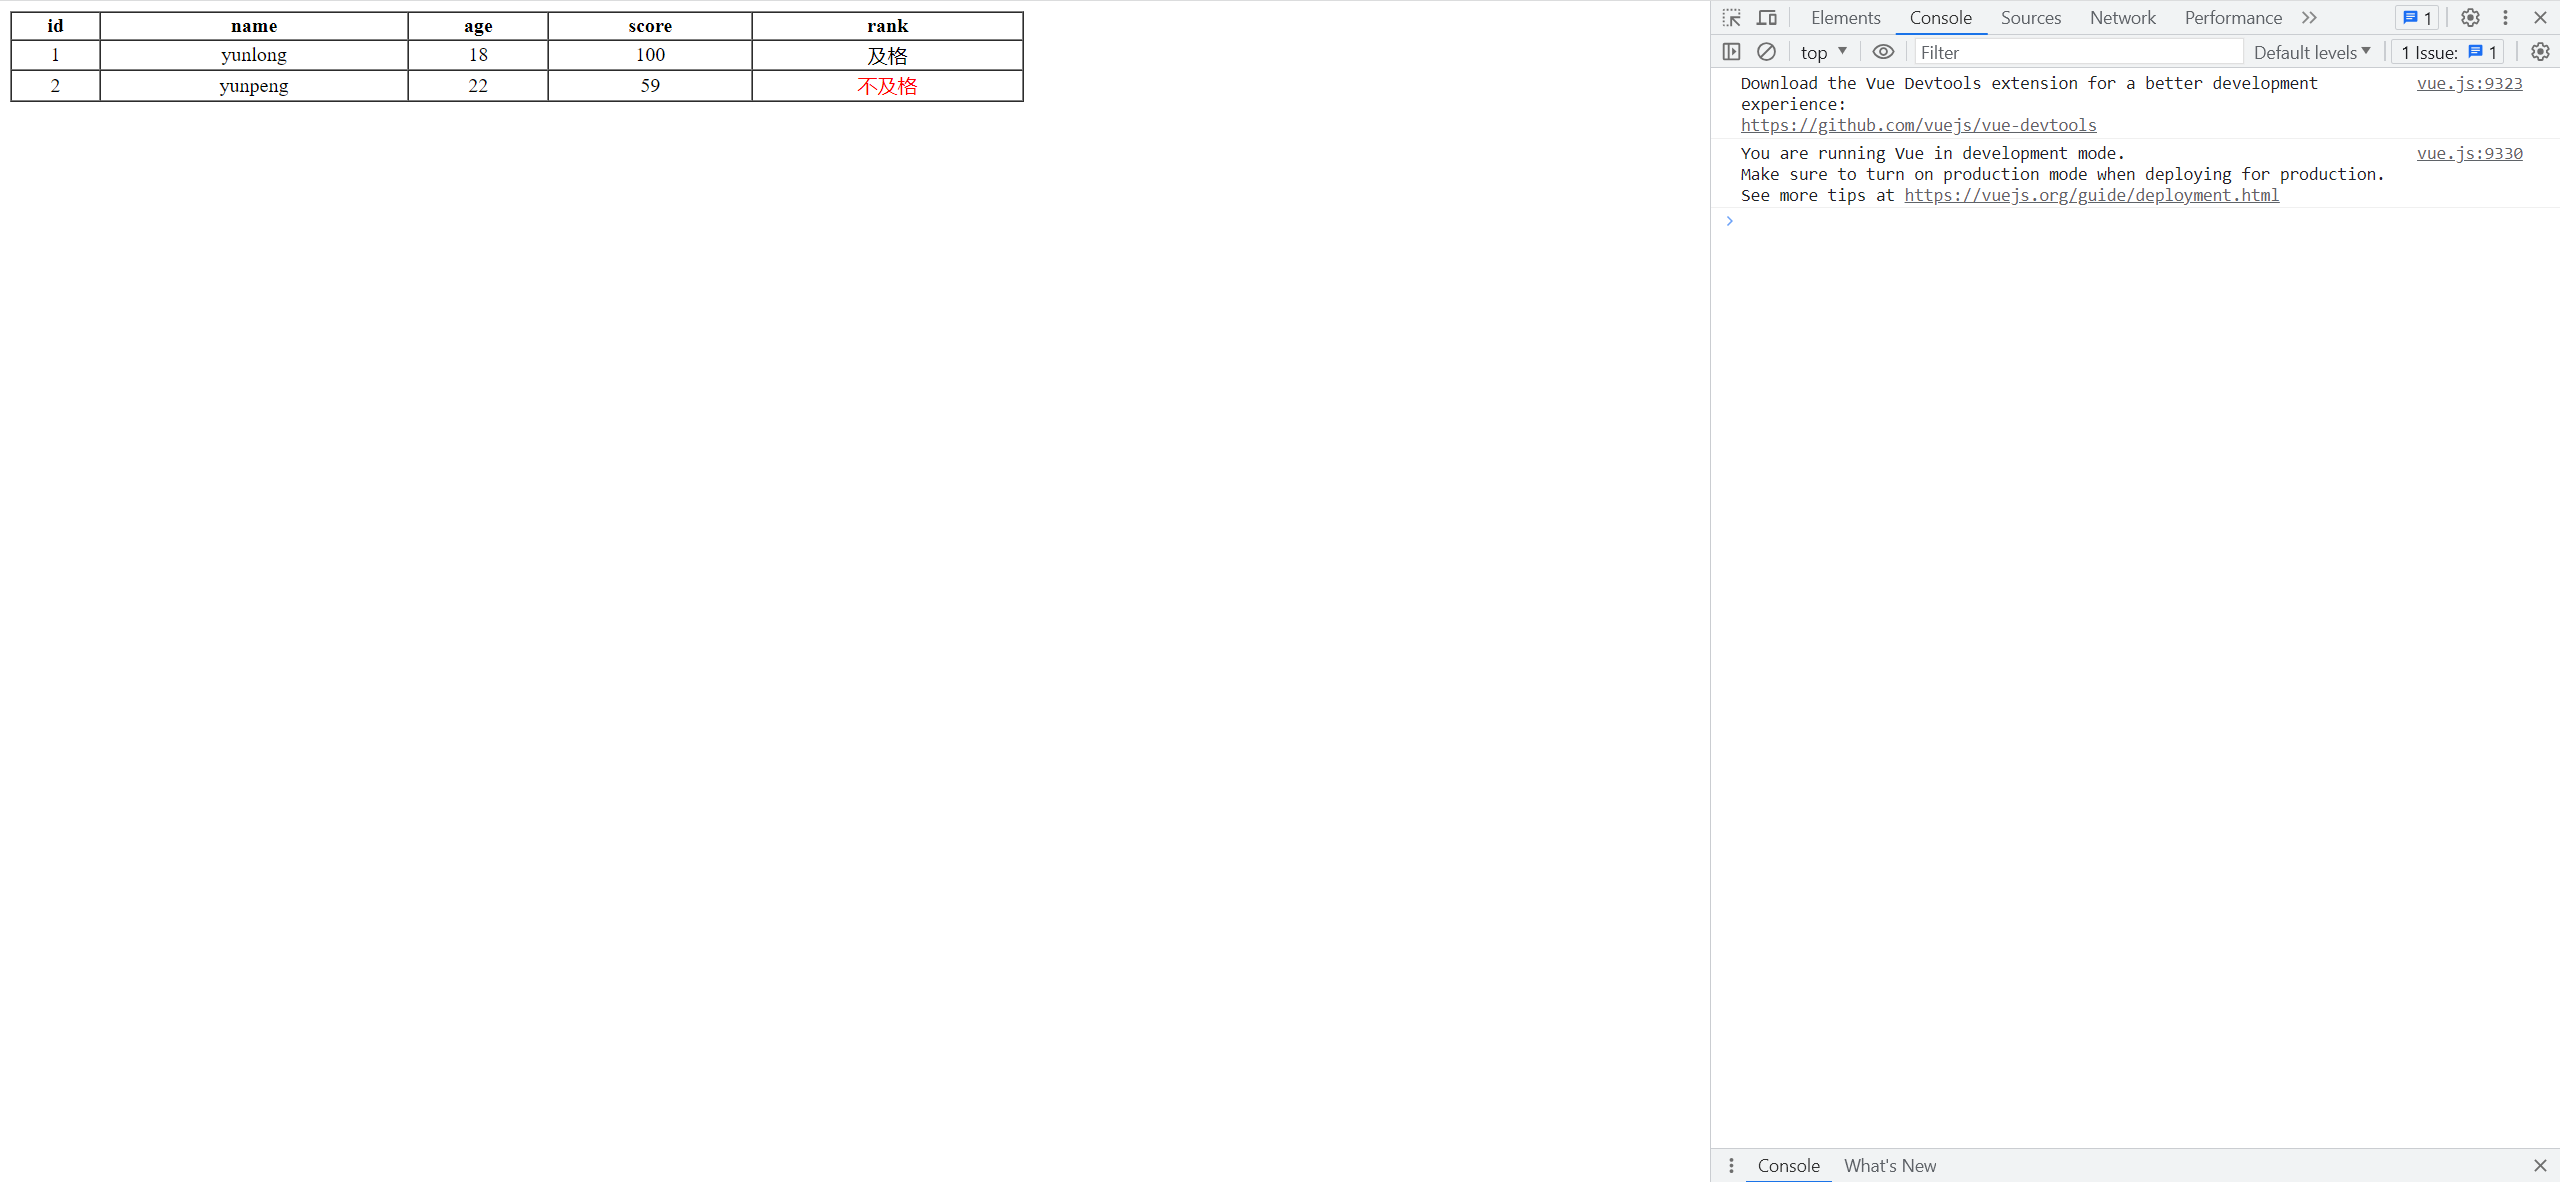 id name age score rank
1 yunlong 18 100 及格
2 yunpeng 22 59 不及格
Elements Console Sources Network Performance 1
top Filter Default levels 1 Issue: 1
Download the Vue Devtools extension for a better development vue.js:9323
experience:
https://github.com/vuejs/vue-devtools
You are running Vue in development mode. vue.js:9330
Make sure to turn on production mode when deploying for production.
See more tips at https://vuejs.org/guide/deployment.html
Console What's New